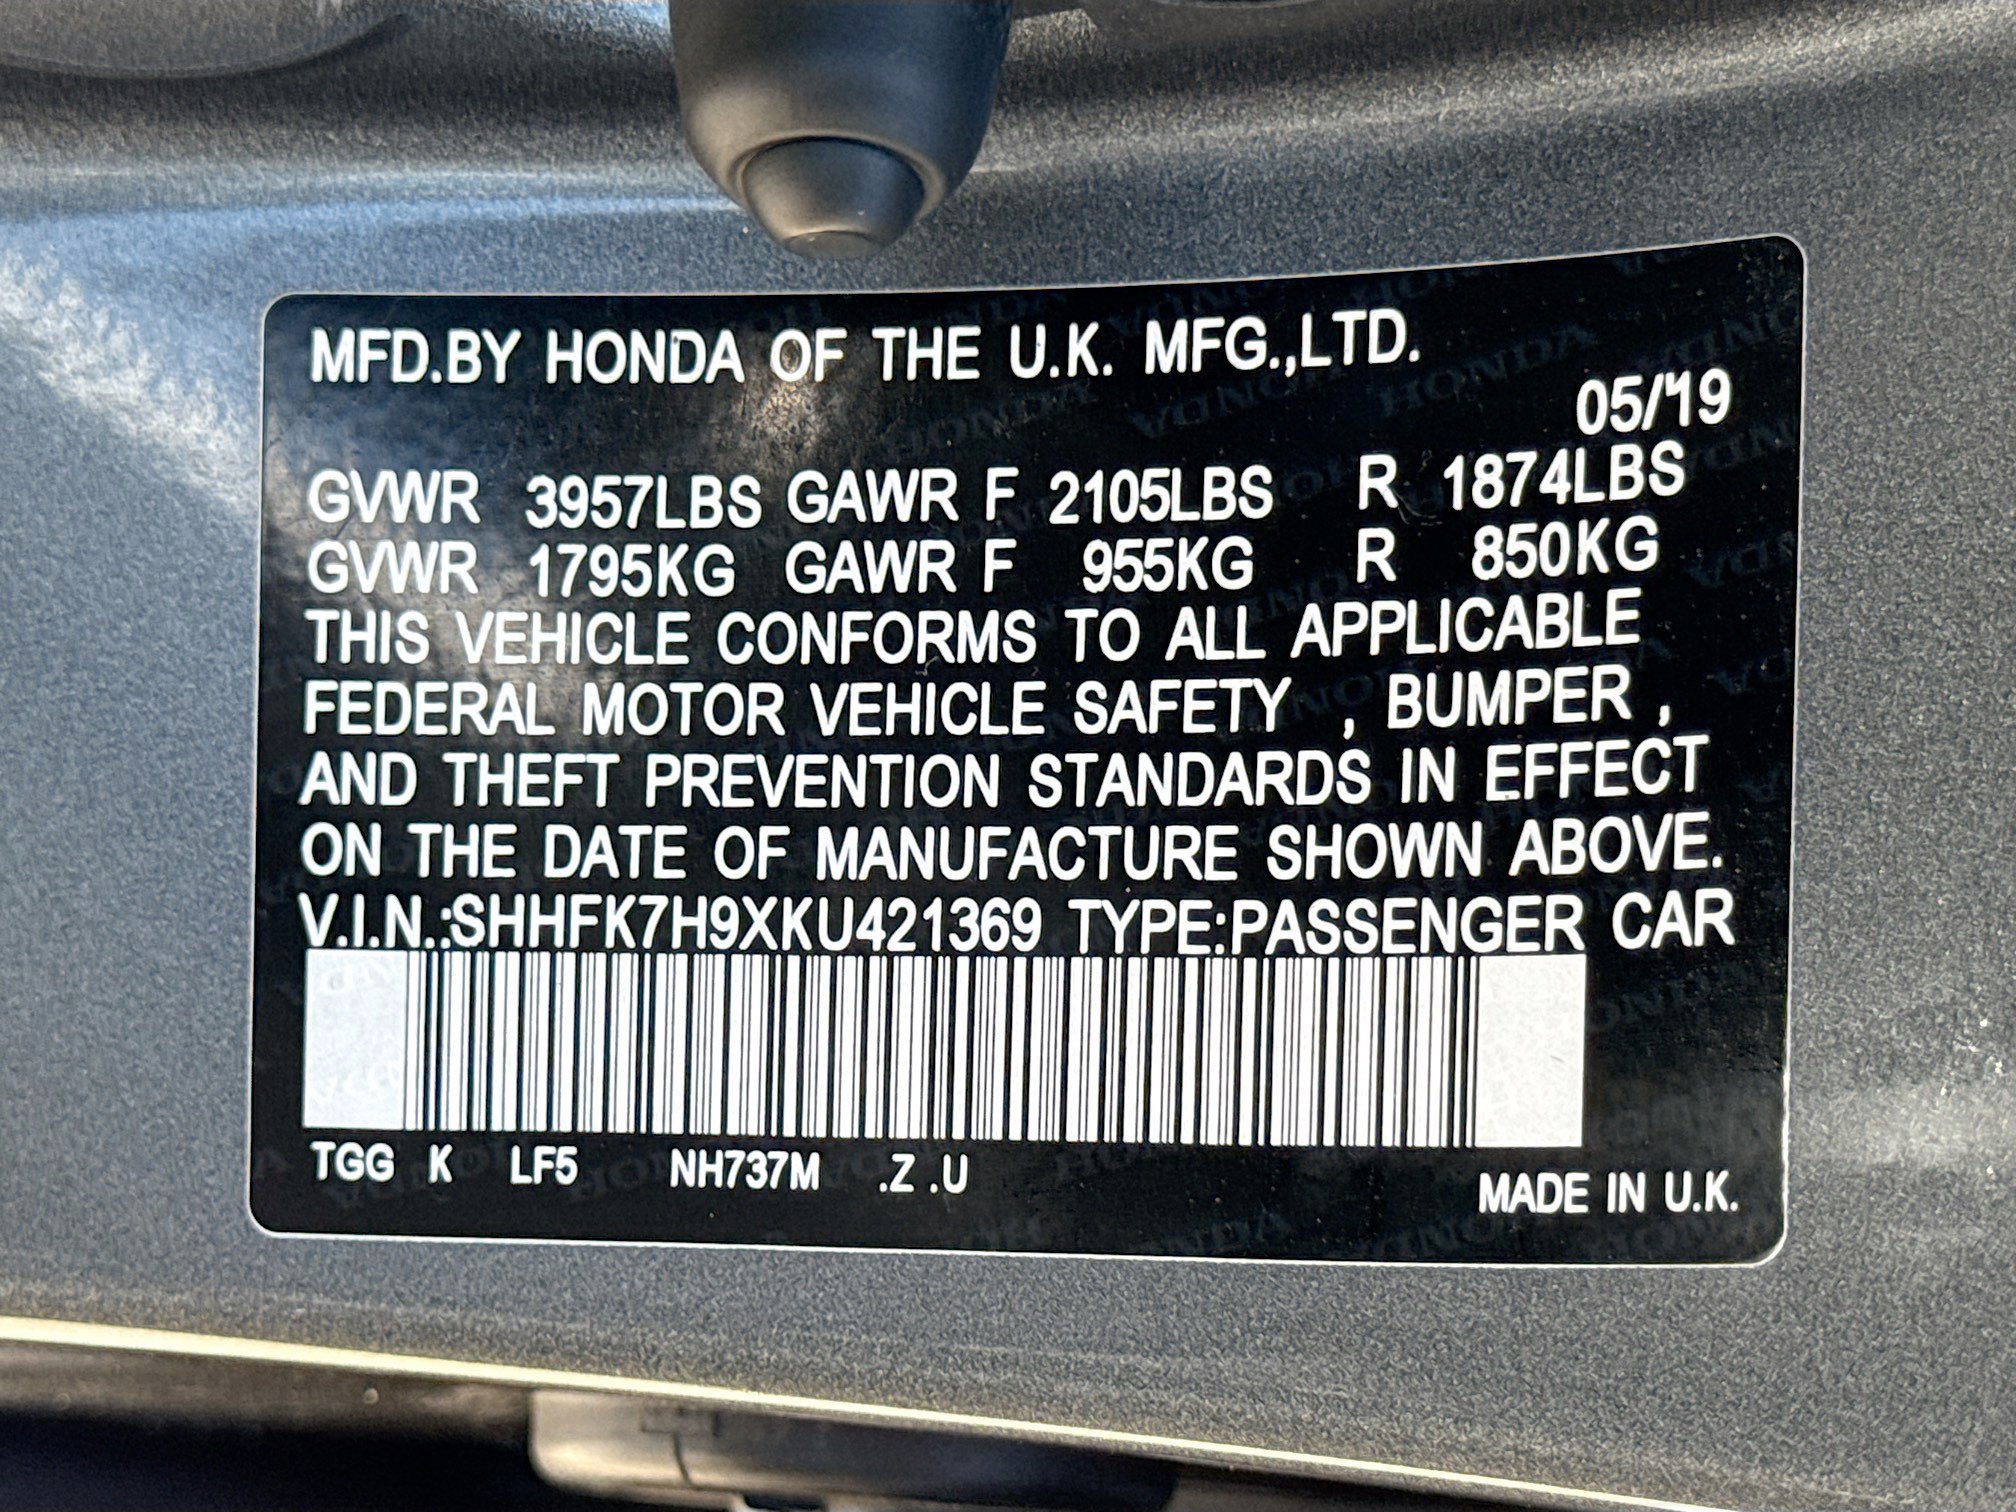 MFD.BY HONDA OF THE U.K. MFG.,LTD.
05/'19
GVWR 3957LBS GAWR F 2105LBS R 1874LBS
GVWR 1795KG GAWR F 955KG R 850KG
THIS VEHICLE CONFORMS TO ALL APPLICABLE
FEDERAL MOTOR VEHICLE SAFETY , BUMPER ,
AND THEFT PREVENTION STANDARDS IN EFFECT
ON THE DATE OF MANUFACTURE SHOWN ABOVE.
V.I.N.:SHHFK7H9XKU421369 TYPE:PASSENGER CAR
TGG K LF5 NH737M .Z .U
MADE IN U.K.